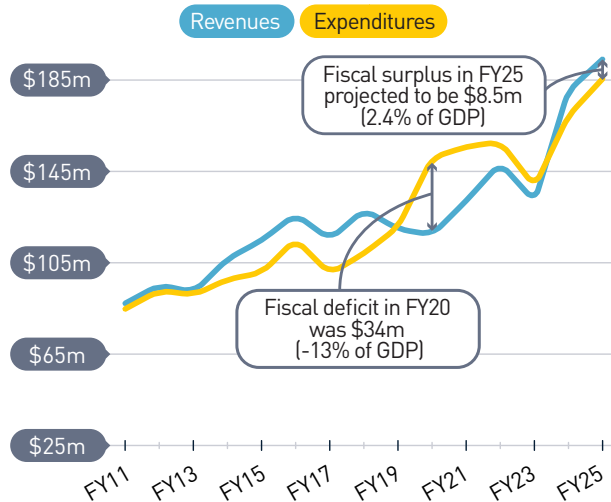 Revenues
Expenditures
$185m
$145m
$105m
$65m
$25m
Fiscal surplus in FY25
projected to be $8.5m
(2.4% of GDP)
Fiscal deficit in FY20
was $34m
(-13% of GDP)
FY11
FY13
FY15
FY17
FY19
FY21
FY23
FY25